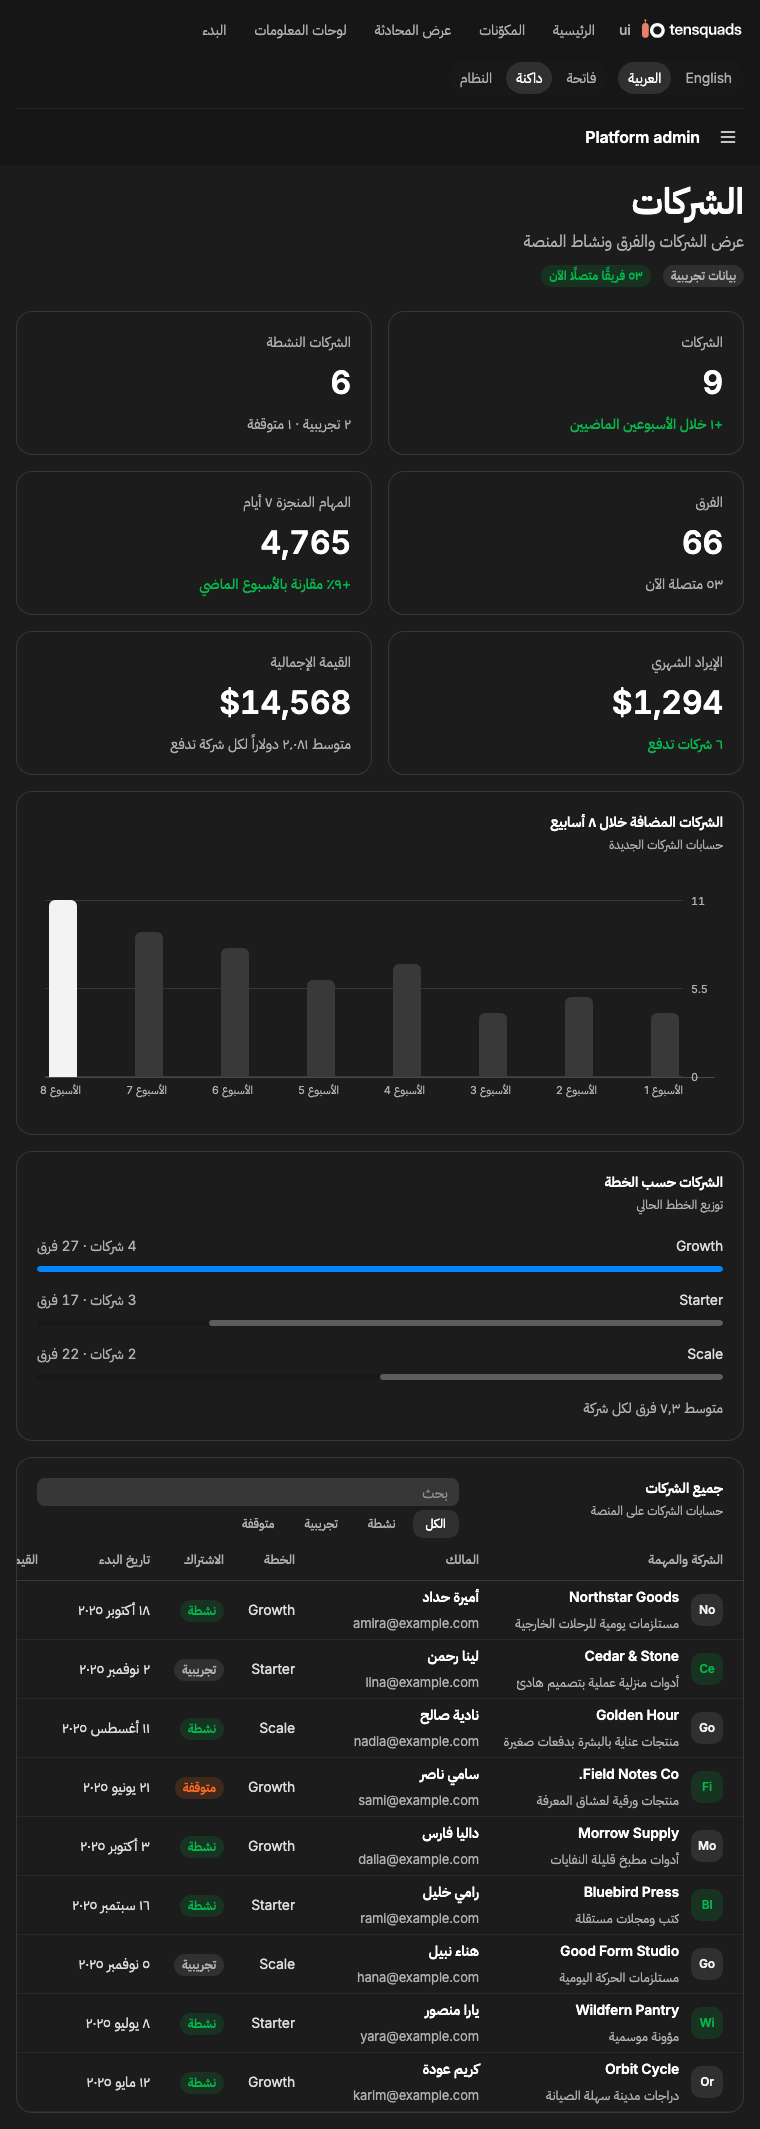 tensquads ui الرئيسية المكوّنات عرض المحادثة لوحات المعلومات البدء
English العربية فاتحة داكنة النظام
Platform admin
الشركات
عرض الشركات والفرق ونشاط المنصة
بيانات تجريبية ٥٣ فريقًا متصلًا الآن
الشركات
9
+١ خلال الأسبوعين الماضيين
الشركات النشطة
6
٢ تجريبية · ١ متوقفة
الفرق
66
٥٣ متصلة الآن
المهام المنجزة ٧ أيام
4,765
+٩٪ مقارنة بالأسبوع الماضي
الإيراد الشهري
$1,294
٦ شركات تدفع
القيمة الإجمالية
$14,568
متوسط ٢,٠٨١ دولاراً لكل شركة تدفع
الشركات المضافة خلال ٨ أسابيع
حسابات الشركات الجديدة
11
5.5
0
الأسبوع 1 الأسبوع 2 الأسبوع 3 الأسبوع 4 الأسبوع 5 الأسبوع 6 الأسبوع 7 الأسبوع 8
الشركات حسب الخطة
توزيع الخطط الحالي
Growth 4 شركات · 27 فرق
Starter 3 شركات · 17 فرق
Scale 2 شركات · 22 فرق
متوسط ٧,٣ فرق لكل شركة
جميع الشركات
حسابات الشركات على المنصة
بحث
الكل نشطة تجريبية متوقفة
الشركة والمهمة المالك الخطة الاشتراك تاريخ البدء القيم
No Northstar Goods أميرة حداد Growth نشطة ١٨ أكتوبر ٢٠٢٥
مستلزمات يومية للرحلات الخارجية amira@example.com
Ce Cedar & Stone لينا رحمن Starter تجريبية ٢ نوفمبر ٢٠٢٥
أدوات منزلية عملية بتصميم هادئ lina@example.com
Go Golden Hour نادية صالح Scale نشطة ١١ أغسطس ٢٠٢٥
منتجات عناية بالبشرة بدفعات صغيرة nadia@example.com
Fi Field Notes Co. سامي ناصر Growth متوقفة ٢١ يونيو ٢٠٢٥
منتجات ورقية لعشاق المعرفة sami@example.com
Mo Morrow Supply داليا فارس Growth نشطة ٣ أكتوبر ٢٠٢٥
أدوات مطبخ قليلة النفايات dalia@example.com
Bl Bluebird Press رامي خليل Starter نشطة ١٦ سبتمبر ٢٠٢٥
كتب ومجلات مستقلة rami@example.com
Go Good Form Studio هناء نبيل Scale تجريبية ٥ نوفمبر ٢٠٢٥
مستلزمات الحركة اليومية hana@example.com
Wi Wildfern Pantry يارا منصور Starter نشطة ٨ يوليو ٢٠٢٥
مؤونة موسمية yara@example.com
Or Orbit Cycle كريم عودة Growth نشطة ١٢ مايو ٢٠٢٥
دراجات مدينة سهلة الصيانة karim@example.com